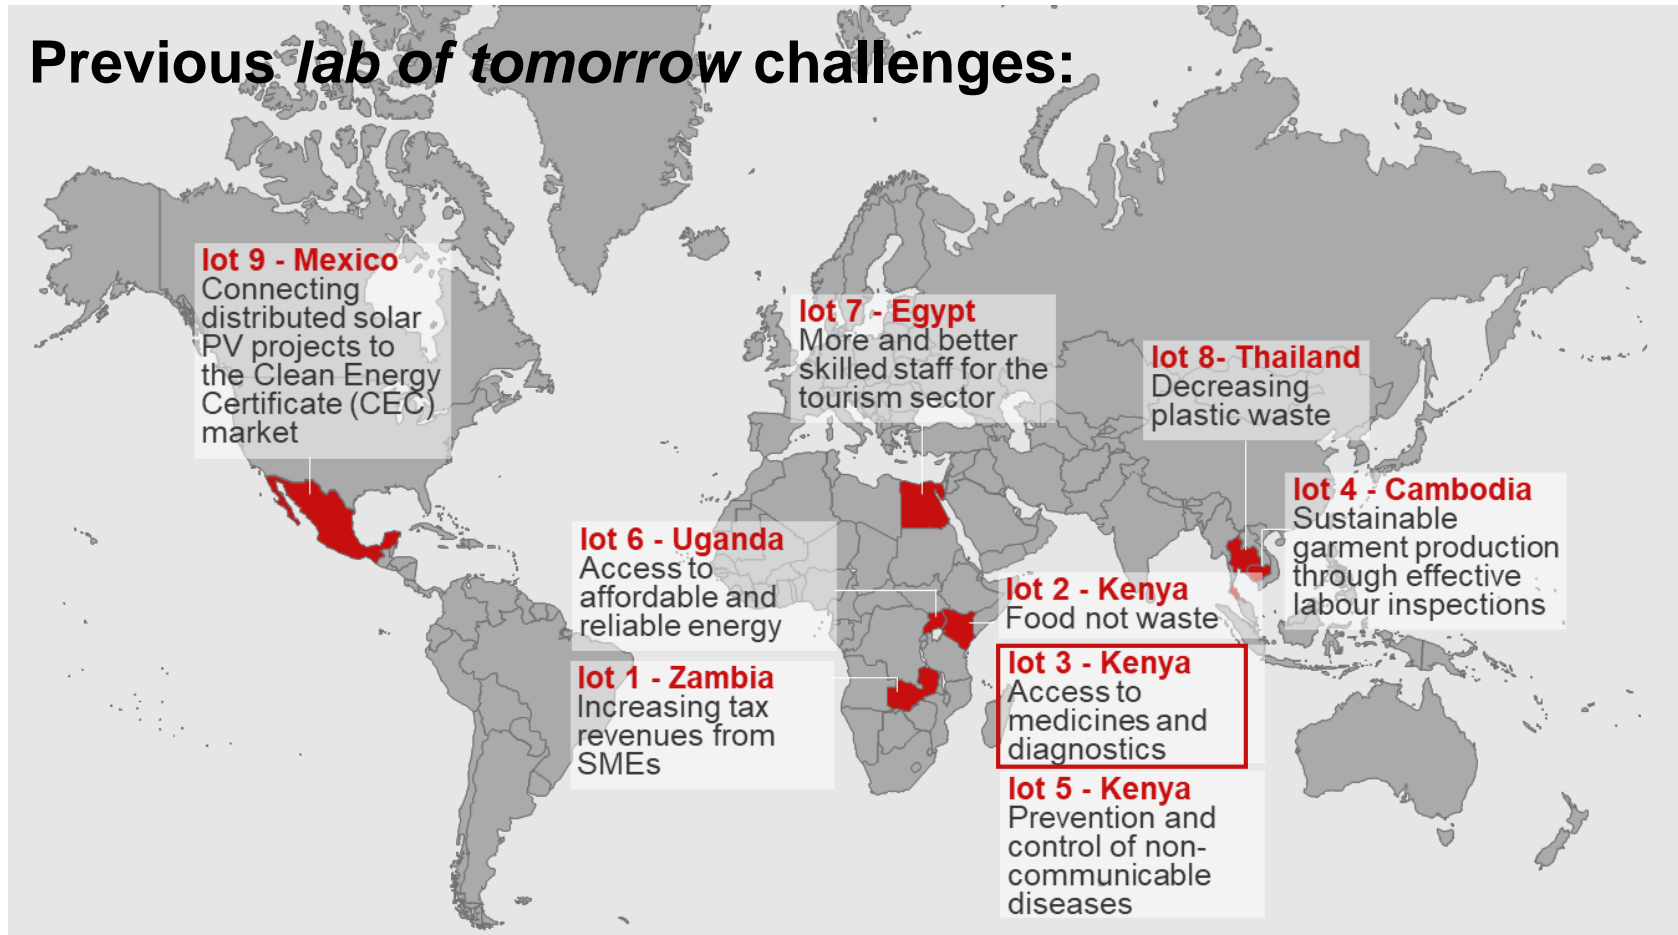 Previous lab of tomorrow challenges:
lot 9 - Mexico
Connecting
distributed solar
PV projects to
the Clean Energy
Certificate (CEC)
market
lot 7 - Egypt
More and better
skilled staff for the
tourism sector
lot 8- Thailand
Decreasing
plastic waste
lot 4 - Cambodia
Sustainable
garment production
through effective
labour inspections
lot 6 - Uganda
Access to
affordable and
reliable energy
lot 2 - Kenya
Food not waste
lot 1 - Zambia
Increasing tax
revenues from
SMEs
lot 3 - Kenya
Access to
medicines and
diagnostics
lot 5 - Kenya
Prevention and
control of non-
communicable
diseases